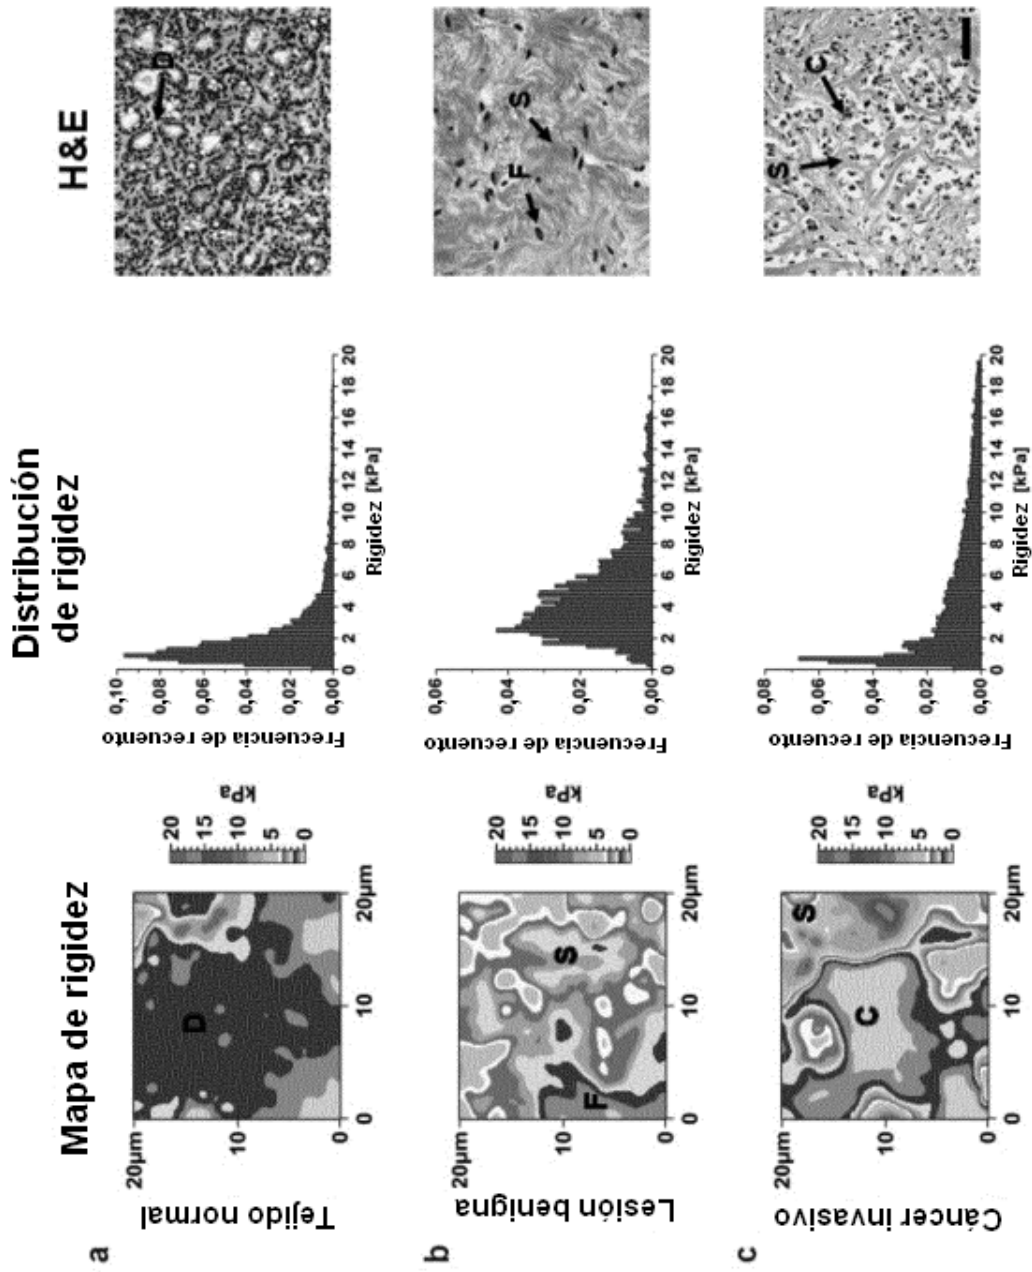 Mapa de rigidez
Distribución
de rigidez
H&E
a
Tejido normal
20µm
10
0
0
10
20µm
D
20
15
10
5
0
kPa
Frecuencia de recuento
0,10
0,08
0,06
0,04
0,02
0,00
0 2 4 6 8 10 12 14 16 18 20
Rigidez [kPa]
D
b
Lesión benigna
20µm
10
0
0
10
20µm
F
S
20
15
10
5
0
kPa
Frecuencia de recuento
0,06
0,04
0,02
0,00
0 2 4 6 8 10 12 14 16 18 20
Rigidez [kPa]
F
S
c
Cáncer invasivo
20µm
10
0
0
10
20µm
C
S
20
15
10
5
0
kPa
Frecuencia de recuento
0,08
0,06
0,04
0,02
0,00
0 2 4 6 8 10 12 14 16 18 20
Rigidez [kPa]
S
C